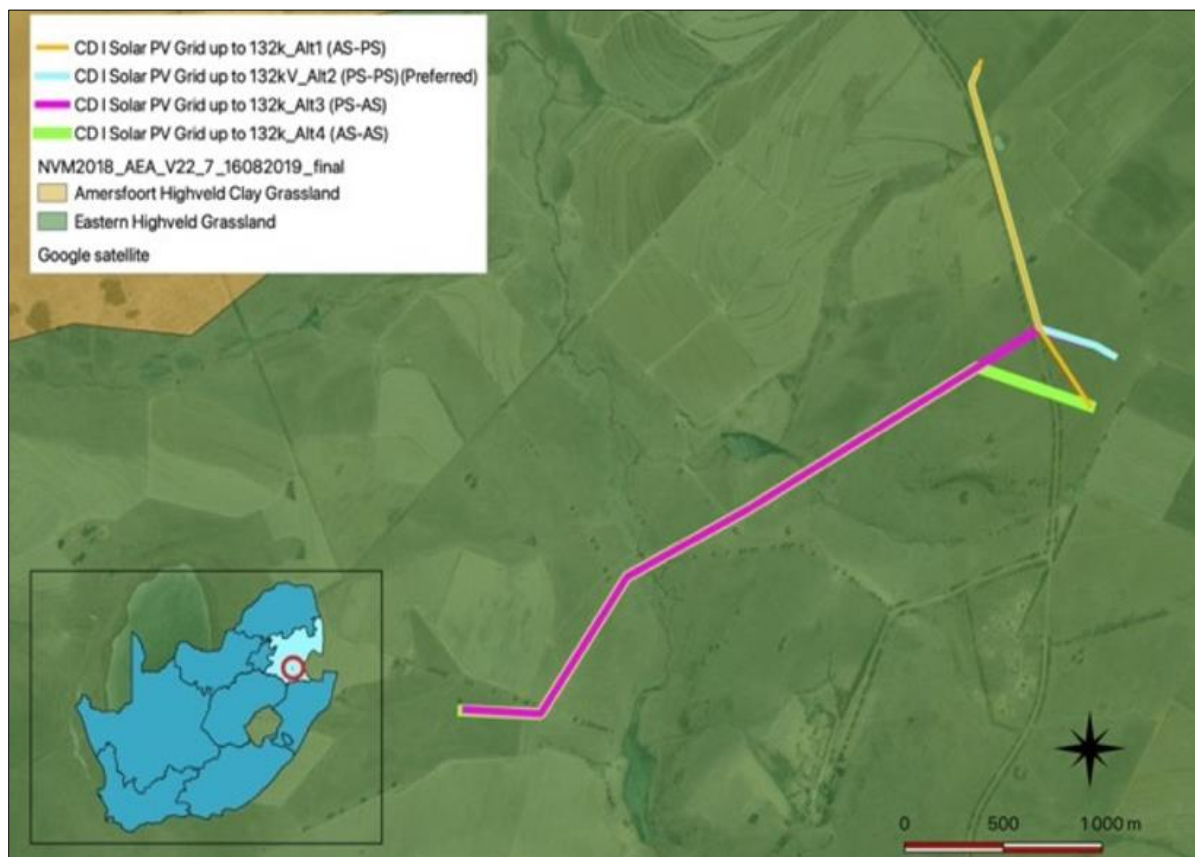 CD I Solar PV Grid up to 132k_Alt1 (AS-PS)
CD I Solar PV Grid up to 132kV_Alt2 (PS-PS)(Preferred)
CD I Solar PV Grid up to 132k_Alt3 (PS-AS)
CD I Solar PV Grid up to 132k_Alt4 (AS-AS)
NVM2018_AEA_V22_7_16082019_final
Amersfoort Highveld Clay Grassland
Eastern Highveld Grassland
Google satellite
0 500 1 000 m